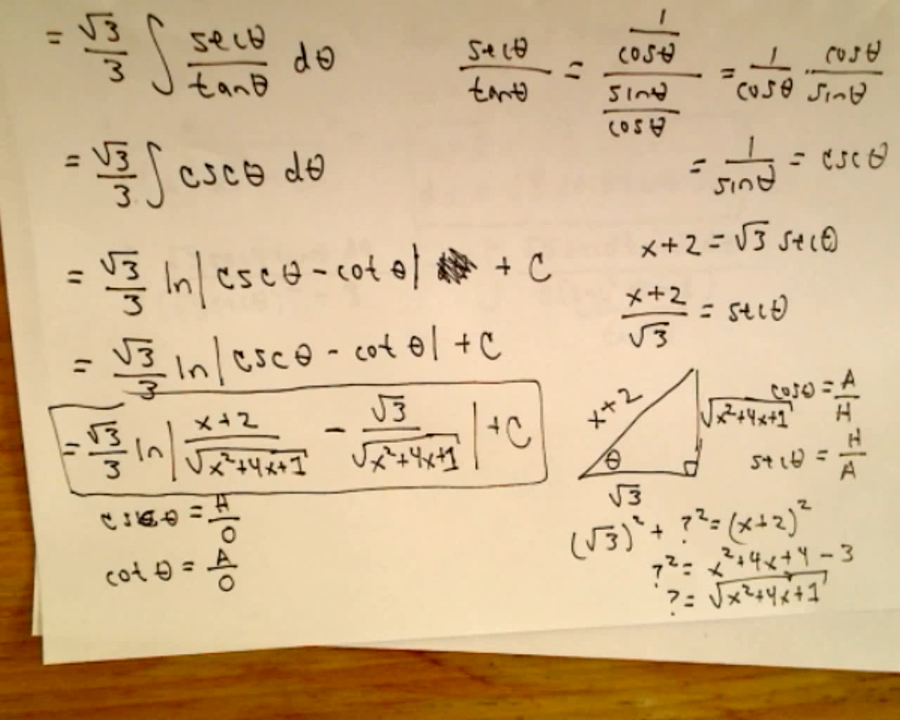 = √3/3 ∫ secθ/tanθ dθ
secθ/tanθ = (1/cosθ)/(sinθ/cosθ) = 1/cosθ · cosθ/sinθ
= √3/3 ∫ cscθ dθ
= 1/sinθ = cscθ
= √3/3 ln|cscθ - cotθ| + C
x+2 = √3 secθ
(x+2)/√3 = secθ
= √3/3 ln|cscθ - cotθ| + C
= √3/3 ln| (x+2)/√(x²+4x+1) - √3/√(x²+4x+1) | + C
x+2
√(x²+4x+1)
θ
√3
cosθ = A/H
secθ = H/A
cscθ = H/O
cotθ = A/O
(√3)² + ?² = (x+2)²
?² = x²+4x+4-3
? = √(x²+4x+1)